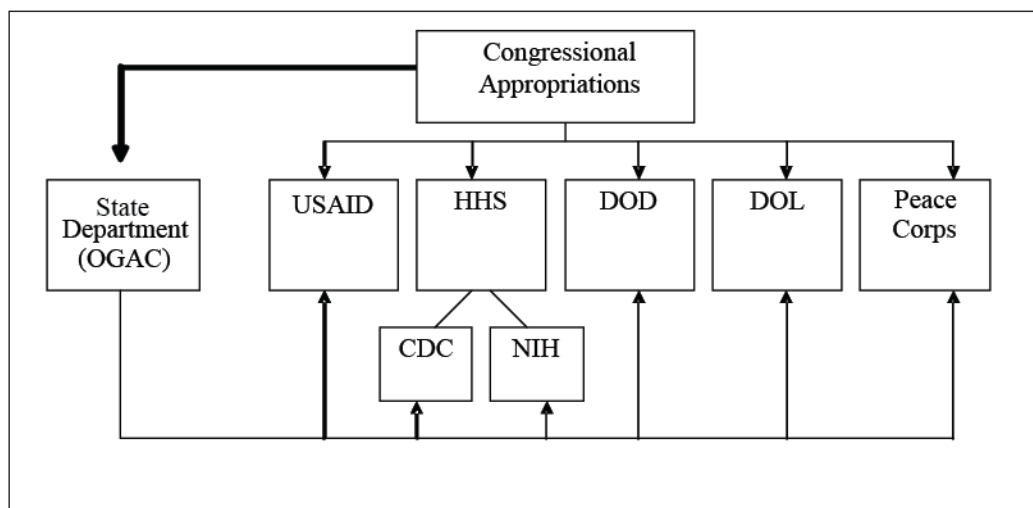 Congressional
Appropriations
State
Department
(OGAC)
USAID
HHS
DOD
DOL
Peace
Corps
CDC
NIH